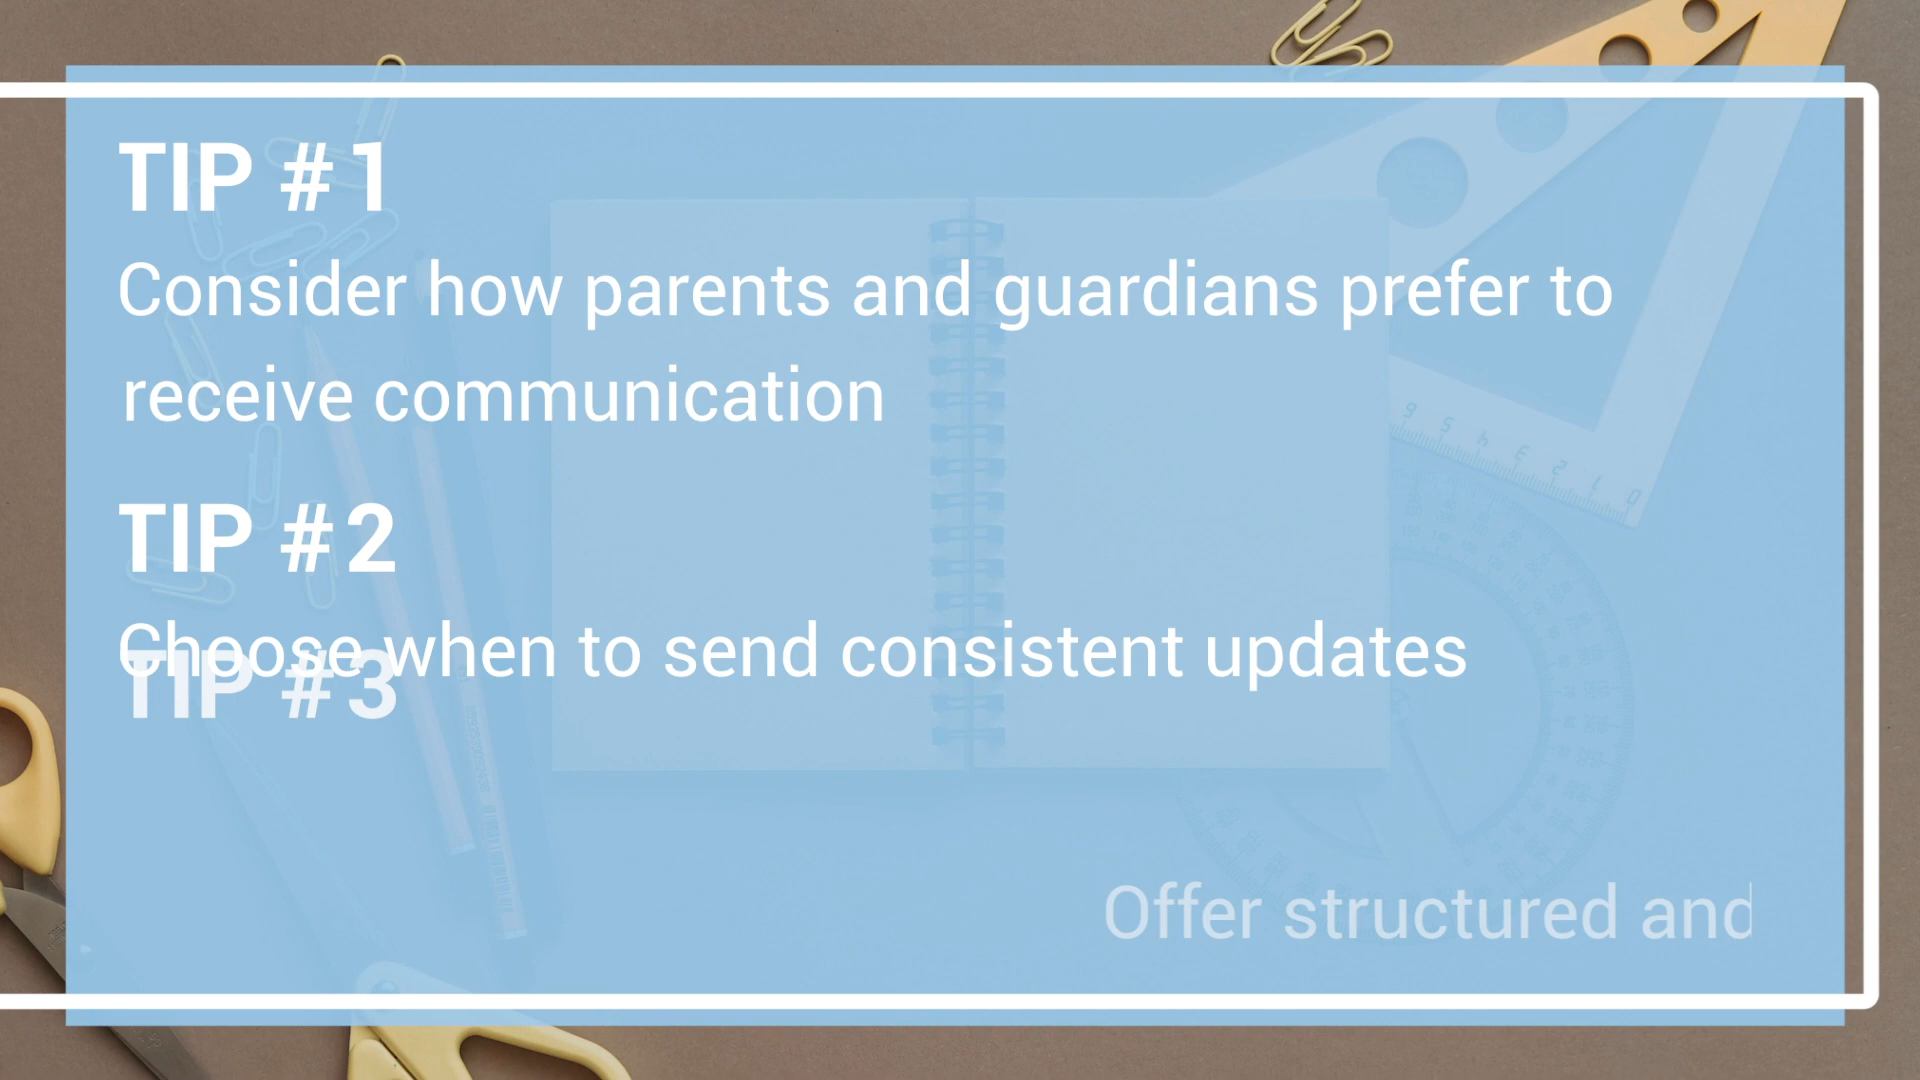 TIP #1
Consider how parents and guardians prefer to
receive communication
TIP #2
Choose when to send consistent updates
TIP #3
Offer structured and